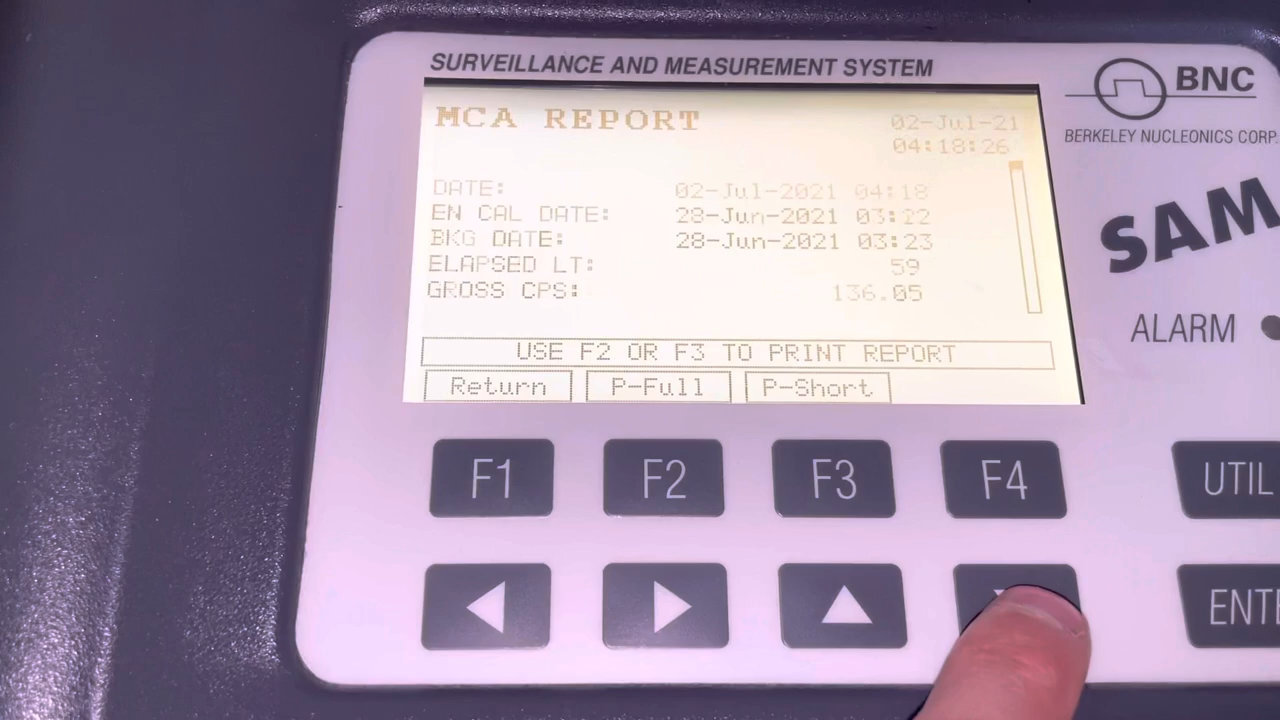 SURVEILLANCE AND MEASUREMENT SYSTEM
BNC
BERKELEY NUCLEONICS CORP.
MCA REPORT
02-Jul-21
04:18:26
DATE: 02-Jul-2021 04:18
EN CAL DATE: 28-Jun-2021 03:22
BKG DATE: 28-Jun-2021 03:23
ELAPSED LT: 59
GROSS CPS: 136.05
USE F2 OR F3 TO PRINT REPORT
Return P-Full P-Short
SAM
ALARM
F1 F2 F3 F4 UTIL
ENTE